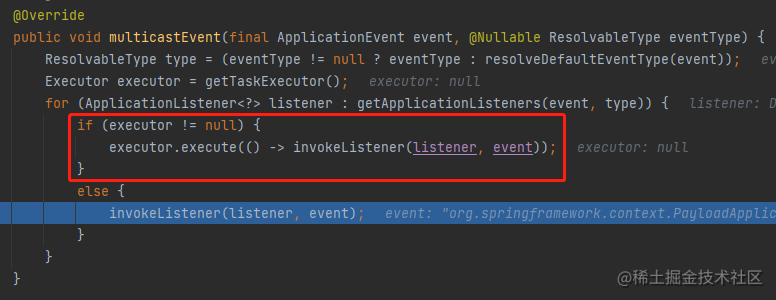 @Override
public void multicastEvent(final ApplicationEvent event, @Nullable ResolvableType eventType) {
ResolvableType type = (eventType != null ? eventType : resolveDefaultEventType(event));
Executor executor = getTaskExecutor(); executor: null
for (ApplicationListener<?> listener : getApplicationListeners(event, type)) { listener: D
if (executor != null) {
executor.execute(() -> invokeListener(listener, event)); executor: null
}
else {
invokeListener(listener, event); event: "org.springframework.context.PayloadApplic
}
}
}
@稀土掘金技术社区